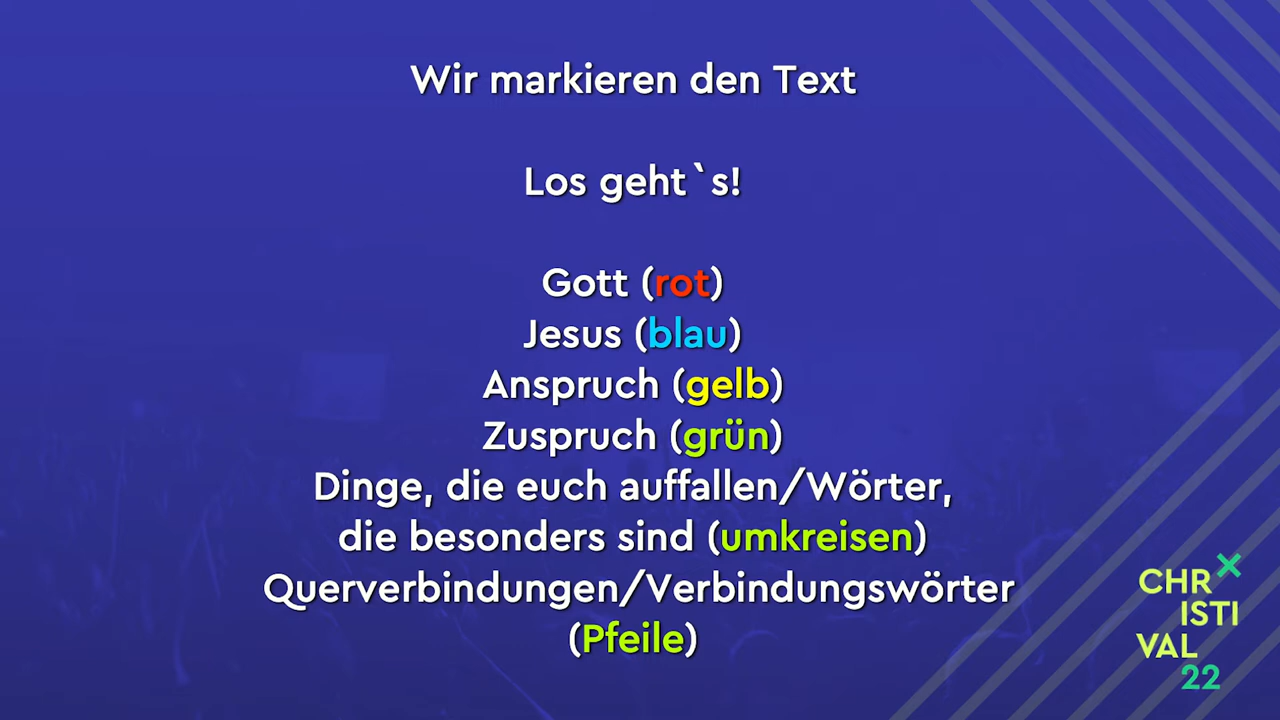 Wir markieren den Text
Los geht`s!
Gott (rot)
Jesus (blau)
Anspruch (gelb)
Zuspruch (grün)
Dinge, die euch auffallen/Wörter,
die besonders sind (umkreisen)
Querverbindungen/Verbindungswörter
(Pfeile)
CHR
ISTI
VAL
22